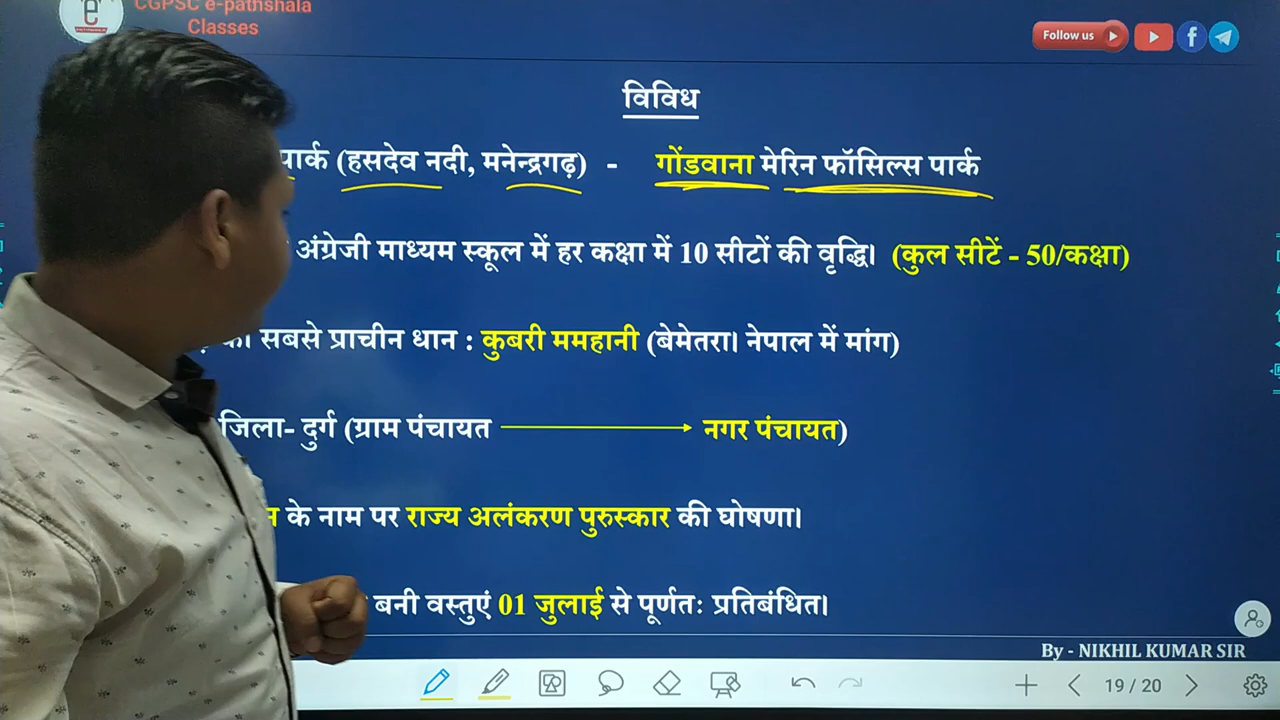 CGPSC e-pathshala
Classes
Follow us
विविध
पार्क (हसदेव नदी, मनेन्द्रगढ़) - गोंडवाना मेरिन फॉसिल्स पार्क
अंग्रेजी माध्यम स्कूल में हर कक्षा में 10 सीटों की वृद्धि। (कुल सीटें - 50/कक्षा)
सबसे प्राचीन धान : कुबरी ममहानी (बेमेतरा। नेपाल में मांग)
जिला- दुर्ग (ग्राम पंचायत नगर पंचायत)
के नाम पर राज्य अलंकरण पुरुस्कार की घोषणा।
बनी वस्तुएं 01 जुलाई से पूर्णतः प्रतिबंधित।
By - NIKHIL KUMAR SIR
19 / 20